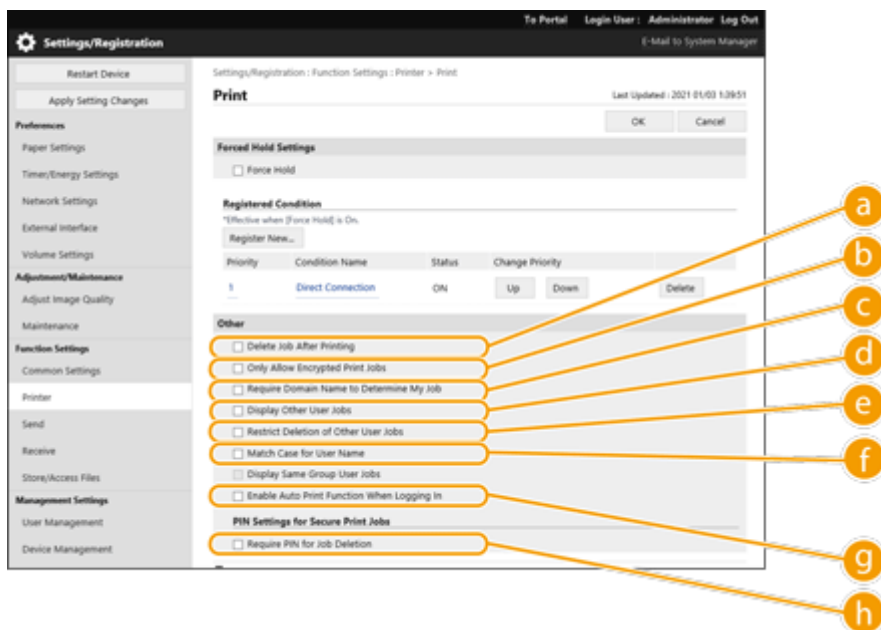 To Portal Login User : Administrator Log Out
Settings/Registration E-Mail to System Manager
Restart Device
Apply Setting Changes
Preferences
Paper Settings
Timer/Energy Settings
Network Settings
External Interface
Volume Settings
Adjustment/Maintenance
Adjust Image Quality
Maintenance
Function Settings
Common Settings
Printer
Send
Receive
Store/Access Files
Management Settings
User Management
Device Management
Settings/Registration : Function Settings : Printer > Print
Print Last Updated : 2021 01/03 1:09:51
OK Cancel
Forced Hold Settings
Force Hold
Registered Condition
*Effective when [Force Hold] is On.
Register New...
Priority Condition Name Status Change Priority
1 Direct Connection ON Up Down Delete
Other
Delete Job After Printing
Only Allow Encrypted Print Jobs
Require Domain Name to Determine My Job
Display Other User Jobs
Restrict Deletion of Other User Jobs
Match Case for User Name
Display Same Group User Jobs
Enable Auto Print Function When Logging In
PIN Settings for Secure Print Jobs
Require PIN for Job Deletion
a
b
c
d
e
f
g
h